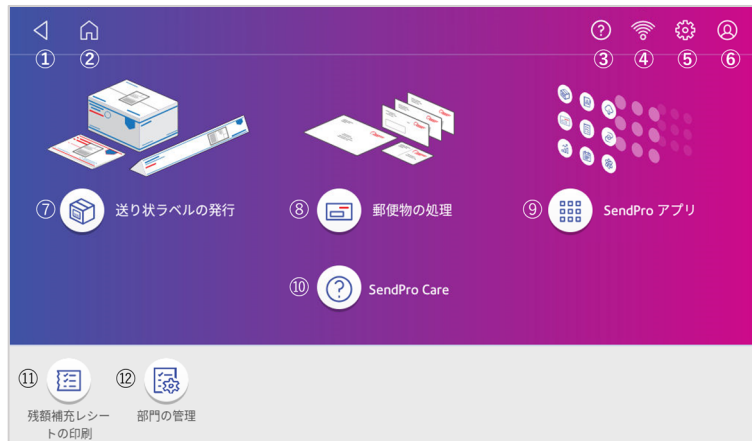 ① ② ③ ④ ⑤ ⑥
⑦ 送り状ラベルの発行 ⑧ 郵便物の処理 ⑨ SendPro アプリ
⑩ SendPro Care
⑪ ⑫
残額補充レシー 部門の管理
トの印刷